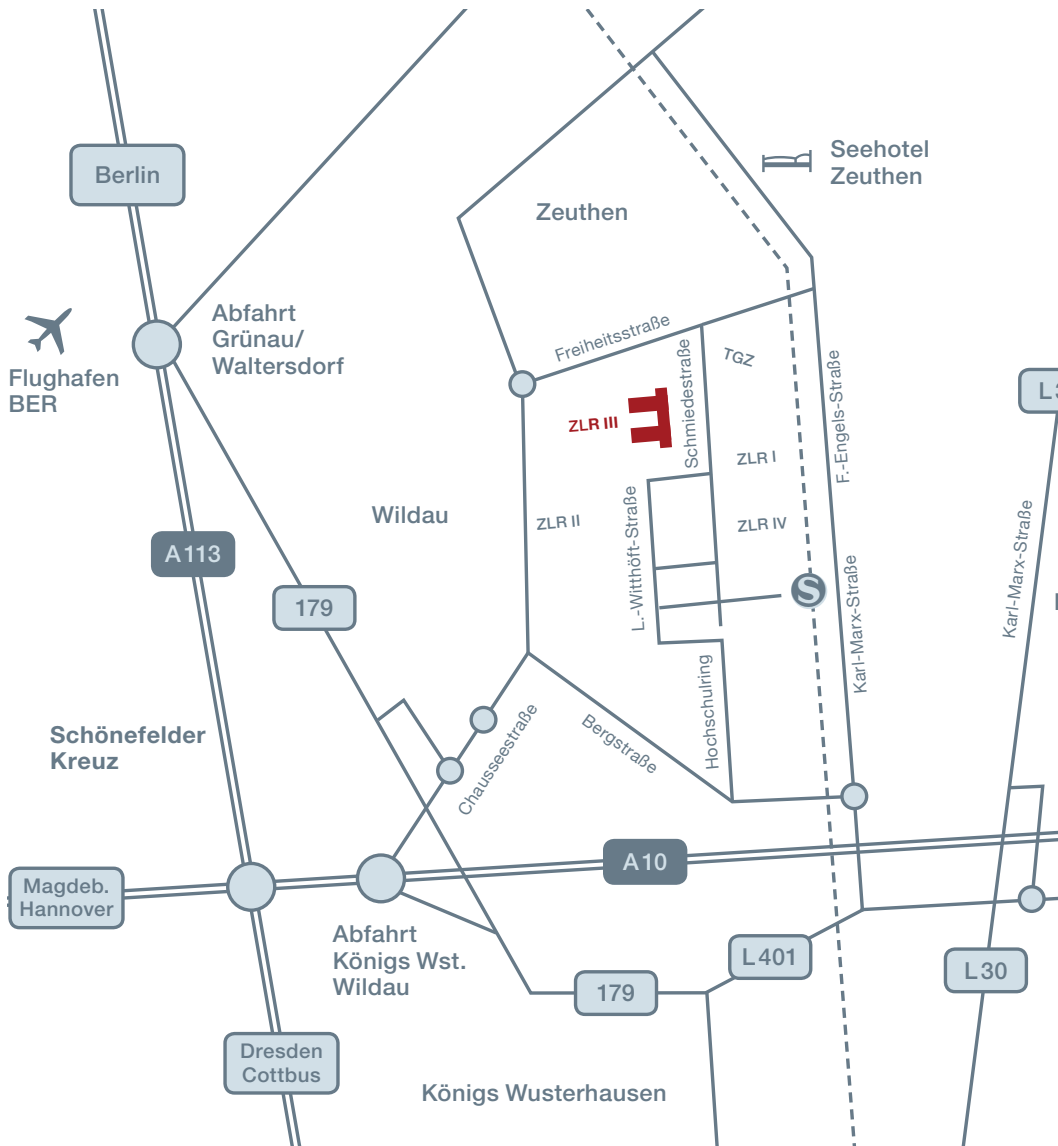 Berlin
Seehotel
Zeuthen
Zeuthen
Abfahrt
Grünau/
Waltersdorf
Flughafen
BER
Freiheitsstraße
TGZ
Schmiedestraße
ZLR III
F.-Engels-Straße
ZLR I
Wildau
ZLR II
ZLR IV
L.-Witthöft-Straße
A 113
179
Karl-Marx-Straße
Karl-Marx-Straße
S
Schönefelder
Kreuz
Chausseestraße
Bergstraße
Hochschulring
A 10
Magdeb.
Hannover
Abfahrt
Königs Wst.
Wildau
L 401
L 30
179
Dresden
Cottbus
Königs Wusterhausen